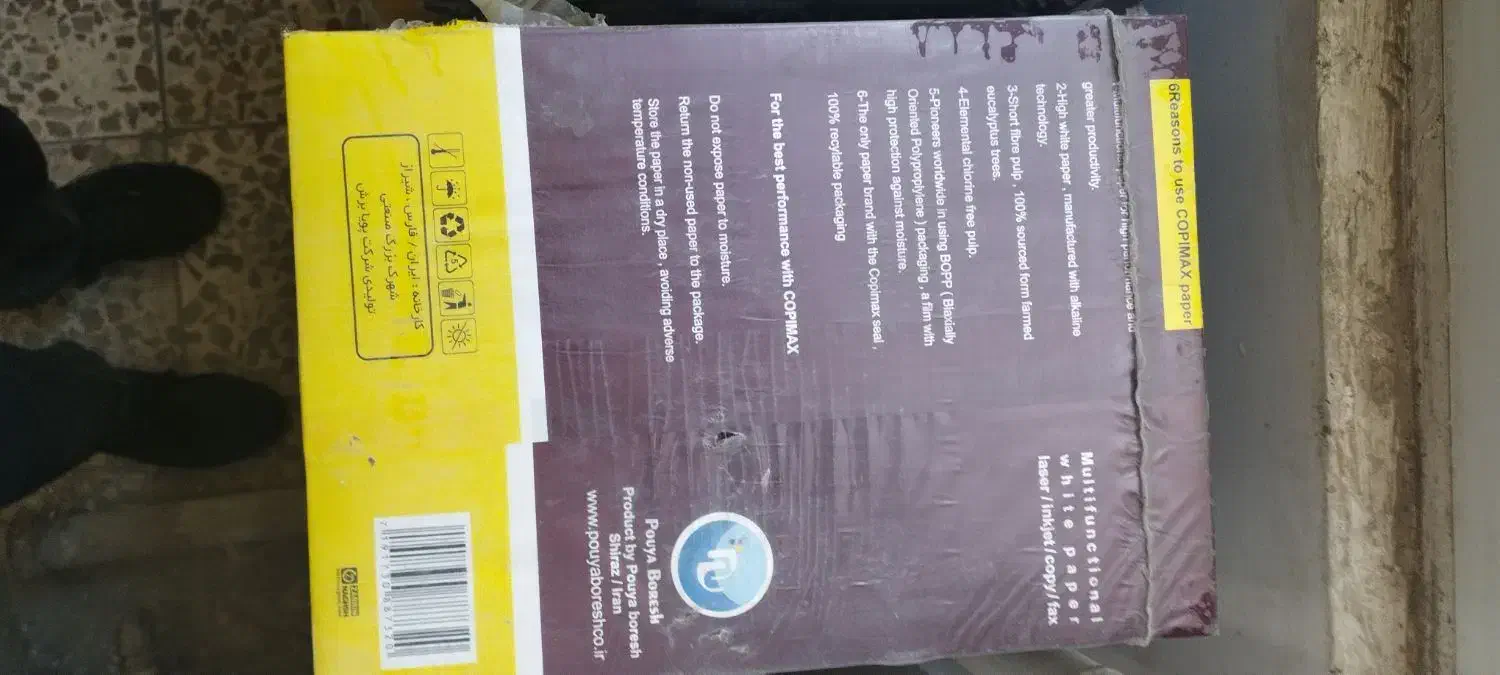 6Reasons to use COPIMAX paper
greater productivity.
2-High white paper , manufactured with alkaline
technology.
3-Short fibre pulp , 100% sourced form farmed
eucalyptus trees.
4-Elemental chlorine free pulp.
5-Pioneers worldwide in using BOPP ( Biaxially
Oriented Polypropylene ) packaging , a film with
high protection against moisture.
6-The only paper brand with the Copimax seal ,
100% recylable packaging
For the best performance with COPIMAX
Do not expose paper to moisture.
Return the non-used paper to the package.
Store the paper in a dry place , avoiding adverse
temperature conditions.
Multifunctional
white paper
laser/inkjet/copy/fax
POUYA BORESH
Product by Pouya boresh
Shiraz / Iran
www.pouyaboreshco.ir
کارخانه : ایران / فارس ، شیراز
شهرک بزرگ صنعتی
تولیدی شرکت پویا برش